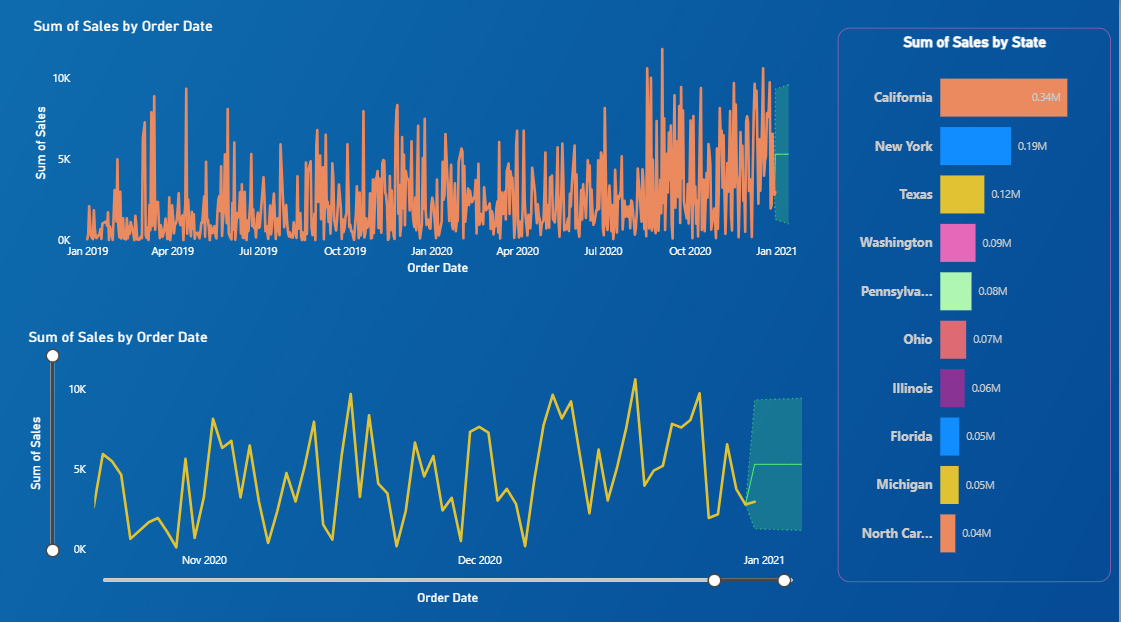 Sum of Sales by Order Date
10K
5K
0K
Sum of Sales
Jan 2019 Apr 2019 Jul 2019 Oct 2019 Jan 2020 Apr 2020 Jul 2020 Oct 2020 Jan 2021
Order Date
Sum of Sales by Order Date
10K
5K
0K
Sum of Sales
Nov 2020 Dec 2020 Jan 2021
Order Date
Sum of Sales by State
California 0.34M
New York 0.19M
Texas 0.12M
Washington 0.09M
Pennsylva... 0.08M
Ohio 0.07M
Illinois 0.06M
Florida 0.05M
Michigan 0.05M
North Car... 0.04M